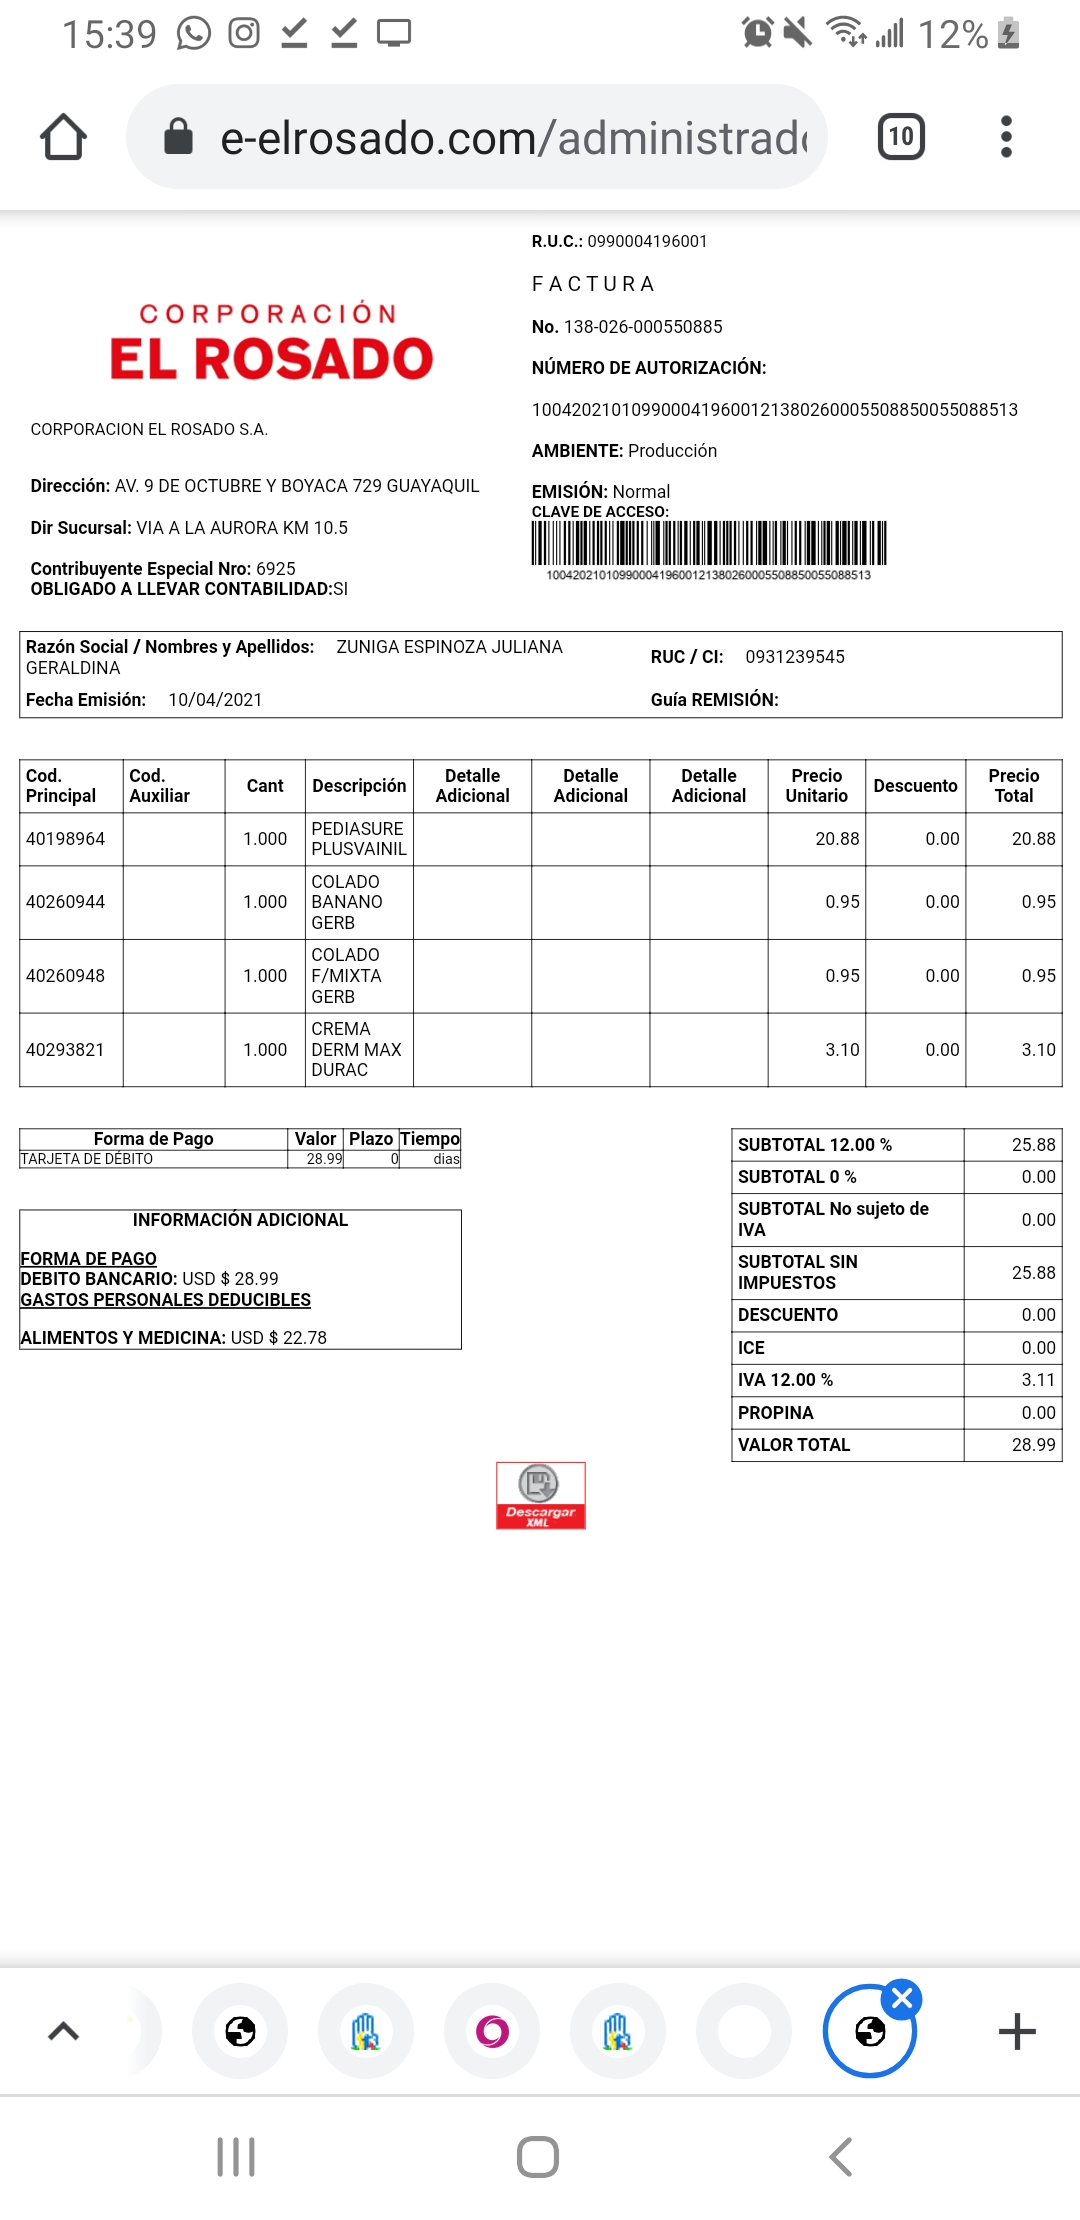 15:39
12%
e-elrosado.com/administrad
10
R.U.C.: 0990004196001
F A C T U R A
No. 138-026-000550885
NÚMERO DE AUTORIZACIÓN:
1004202101099000419600121380260005508850055088513
AMBIENTE: Producción
EMISIÓN: Normal
CLAVE DE ACCESO:
1004202101099000419600121380260005508850055088513
CORPORACIÓN
EL ROSADO
CORPORACION EL ROSADO S.A.
Dirección: AV. 9 DE OCTUBRE Y BOYACA 729 GUAYAQUIL
Dir Sucursal: VIA A LA AURORA KM 10.5
Contribuyente Especial Nro: 6925
OBLIGADO A LLEVAR CONTABILIDAD:SI
Razón Social / Nombres y Apellidos: ZUNIGA ESPINOZA JULIANA
GERALDINA
RUC / CI: 0931239545
Fecha Emisión: 10/04/2021
Guía REMISIÓN:
Cod. Principal Cod. Auxiliar Cant Descripción Detalle Adicional Detalle Adicional Detalle Adicional Precio Unitario Descuento Precio Total
40198964 1.000 PEDIASURE PLUSVAINIL 20.88 0.00 20.88
40260944 1.000 COLADO BANANO GERB 0.95 0.00 0.95
40260948 1.000 COLADO F/MIXTA GERB 0.95 0.00 0.95
40293821 1.000 CREMA DERM MAX DURAC 3.10 0.00 3.10
Forma de Pago Valor Plazo Tiempo
TARJETA DE DÉBITO 28.99 0 dias
INFORMACIÓN ADICIONAL
FORMA DE PAGO
DEBITO BANCARIO: USD $ 28.99
GASTOS PERSONALES DEDUCIBLES
ALIMENTOS Y MEDICINA: USD $ 22.78
SUBTOTAL 12.00 % 25.88
SUBTOTAL 0 % 0.00
SUBTOTAL No sujeto de IVA 0.00
SUBTOTAL SIN IMPUESTOS 25.88
DESCUENTO 0.00
ICE 0.00
IVA 12.00 % 3.11
PROPINA 0.00
VALOR TOTAL 28.99
Descargar
XML